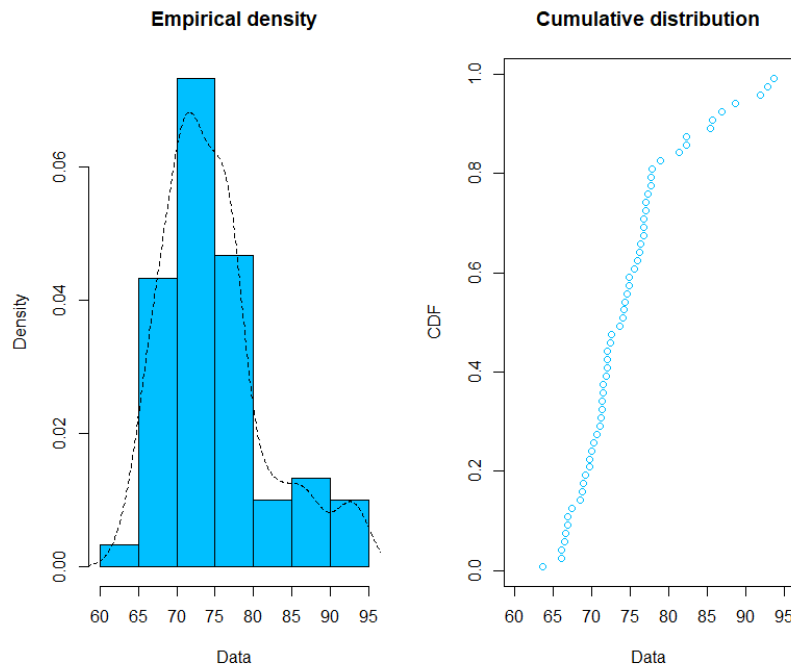 Empirical density
Density
0.00 0.02 0.04 0.06
60 65 70 75 80 85 90 95
Data
Cumulative distribution
CDF
0.0 0.2 0.4 0.6 0.8 1.0
60 65 70 75 80 85 90 95
Data